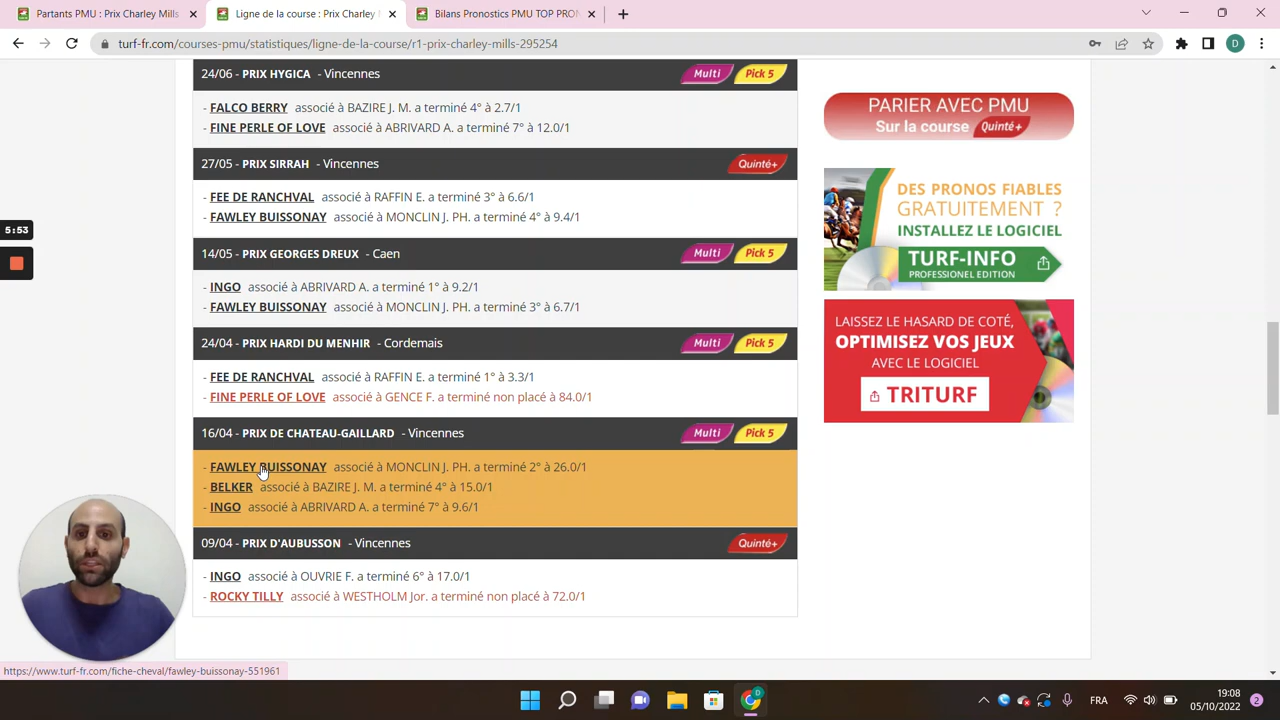 Partants PMU : Prix Charley Mills
Ligne de la course : Prix Charley
Bilans Pronostics PMU TOP PRON
turf-fr.com/courses-pmu/statistiques/ligne-de-la-course/r1-prix-charley-mills-295254
D
24/06 - PRIX HYGICA - Vincennes Multi Pick 5
- FALCO BERRY associé à BAZIRE J. M. a terminé 4° à 2.7/1
- FINE PERLE OF LOVE associé à ABRIVARD A. a terminé 7° à 12.0/1
27/05 - PRIX SIRRAH - Vincennes Quinté+
- FEE DE RANCHVAL associé à RAFFIN E. a terminé 3° à 6.6/1
- FAWLEY BUISSONAY associé à MONCLIN J. PH. a terminé 4° à 9.4/1
14/05 - PRIX GEORGES DREUX - Caen Multi Pick 5
- INGO associé à ABRIVARD A. a terminé 1° à 9.2/1
- FAWLEY BUISSONAY associé à MONCLIN J. PH. a terminé 3° à 6.7/1
24/04 - PRIX HARDI DU MENHIR - Cordemais Multi Pick 5
- FEE DE RANCHVAL associé à RAFFIN E. a terminé 1° à 3.3/1
- FINE PERLE OF LOVE associé à GENCE F. a terminé non placé à 84.0/1
16/04 - PRIX DE CHATEAU-GAILLARD - Vincennes Multi Pick 5
- FAWLEY BUISSONAY associé à MONCLIN J. PH. a terminé 2° à 26.0/1
- BELKER associé à BAZIRE J. M. a terminé 4° à 15.0/1
- INGO associé à ABRIVARD A. a terminé 7° à 9.6/1
09/04 - PRIX D'AUBUSSON - Vincennes Quinté+
- INGO associé à OUVRIE F. a terminé 6° à 17.0/1
- ROCKY TILLY associé à WESTHOLM Jor. a terminé non placé à 72.0/1
PARIER AVEC PMU
Sur la course Quinté+
DES PRONOS FIABLES
GRATUITEMENT ?
INSTALLEZ LE LOGICIEL
TURF-INFO
PROFESSIONEL EDITION
LAISSEZ LE HASARD DE COTÉ,
OPTIMISEZ VOS JEUX
AVEC LE LOGICIEL
TRITURF
5:53
https://www.turf-fr.com/fiche-cheval/fawley-buissonay-551961
D
FRA
19:08
05/10/2022
2